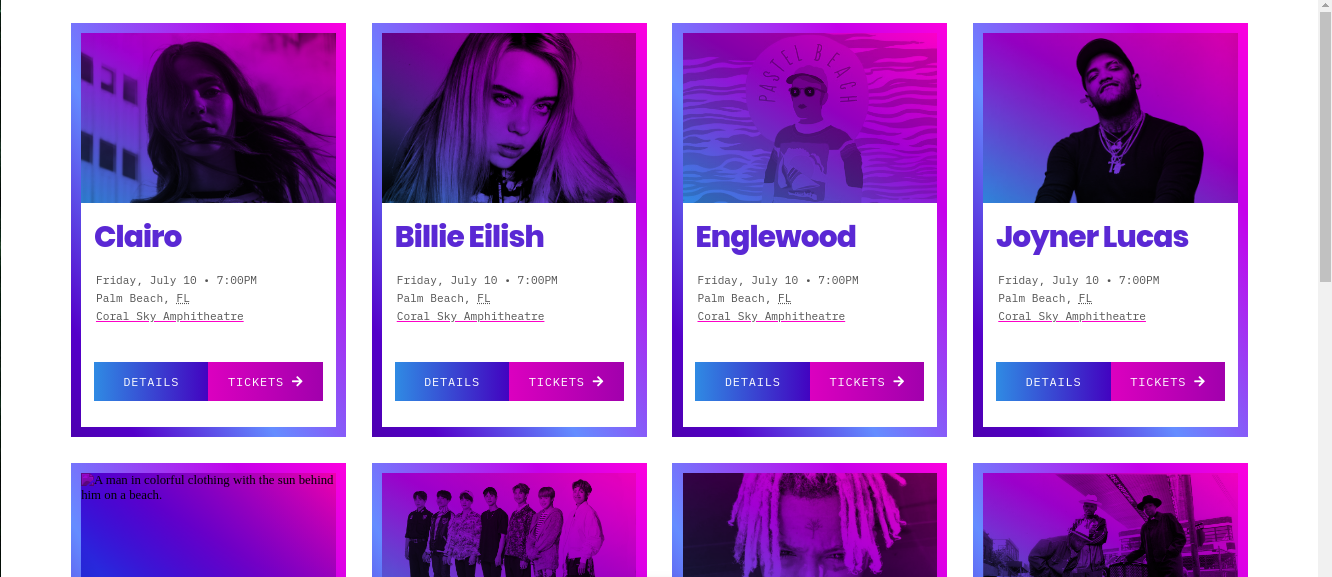 PASTEL BEACH
Clairo
Friday, July 10 • 7:00PM
Palm Beach, FL
Coral Sky Amphitheatre
DETAILS
TICKETS →
Billie Eilish
Friday, July 10 • 7:00PM
Palm Beach, FL
Coral Sky Amphitheatre
DETAILS
TICKETS →
Englewood
Friday, July 10 • 7:00PM
Palm Beach, FL
Coral Sky Amphitheatre
DETAILS
TICKETS →
Joyner Lucas
Friday, July 10 • 7:00PM
Palm Beach, FL
Coral Sky Amphitheatre
DETAILS
TICKETS →
A man in colorful clothing with the sun behind
him on a beach.